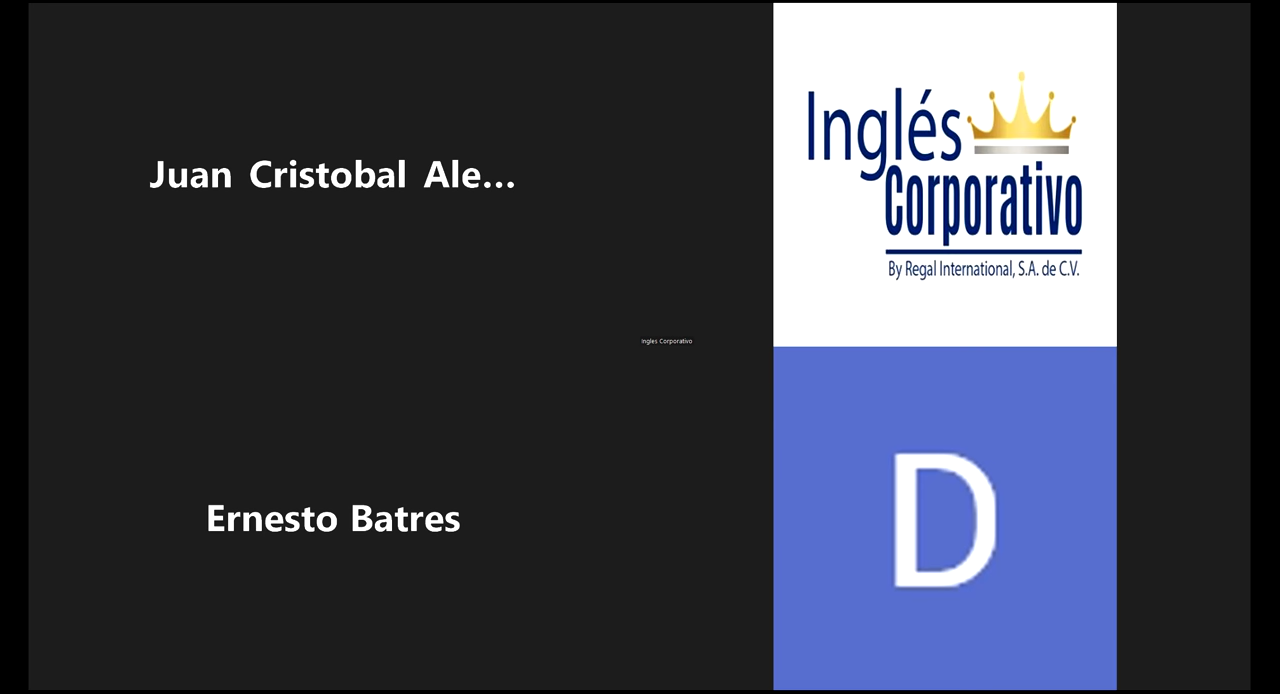 Juan Cristobal Ale...
Inglés
Corporativo
By Regal International, S.A. de C.V.
Ingles Corporativo
Ernesto Batres
D